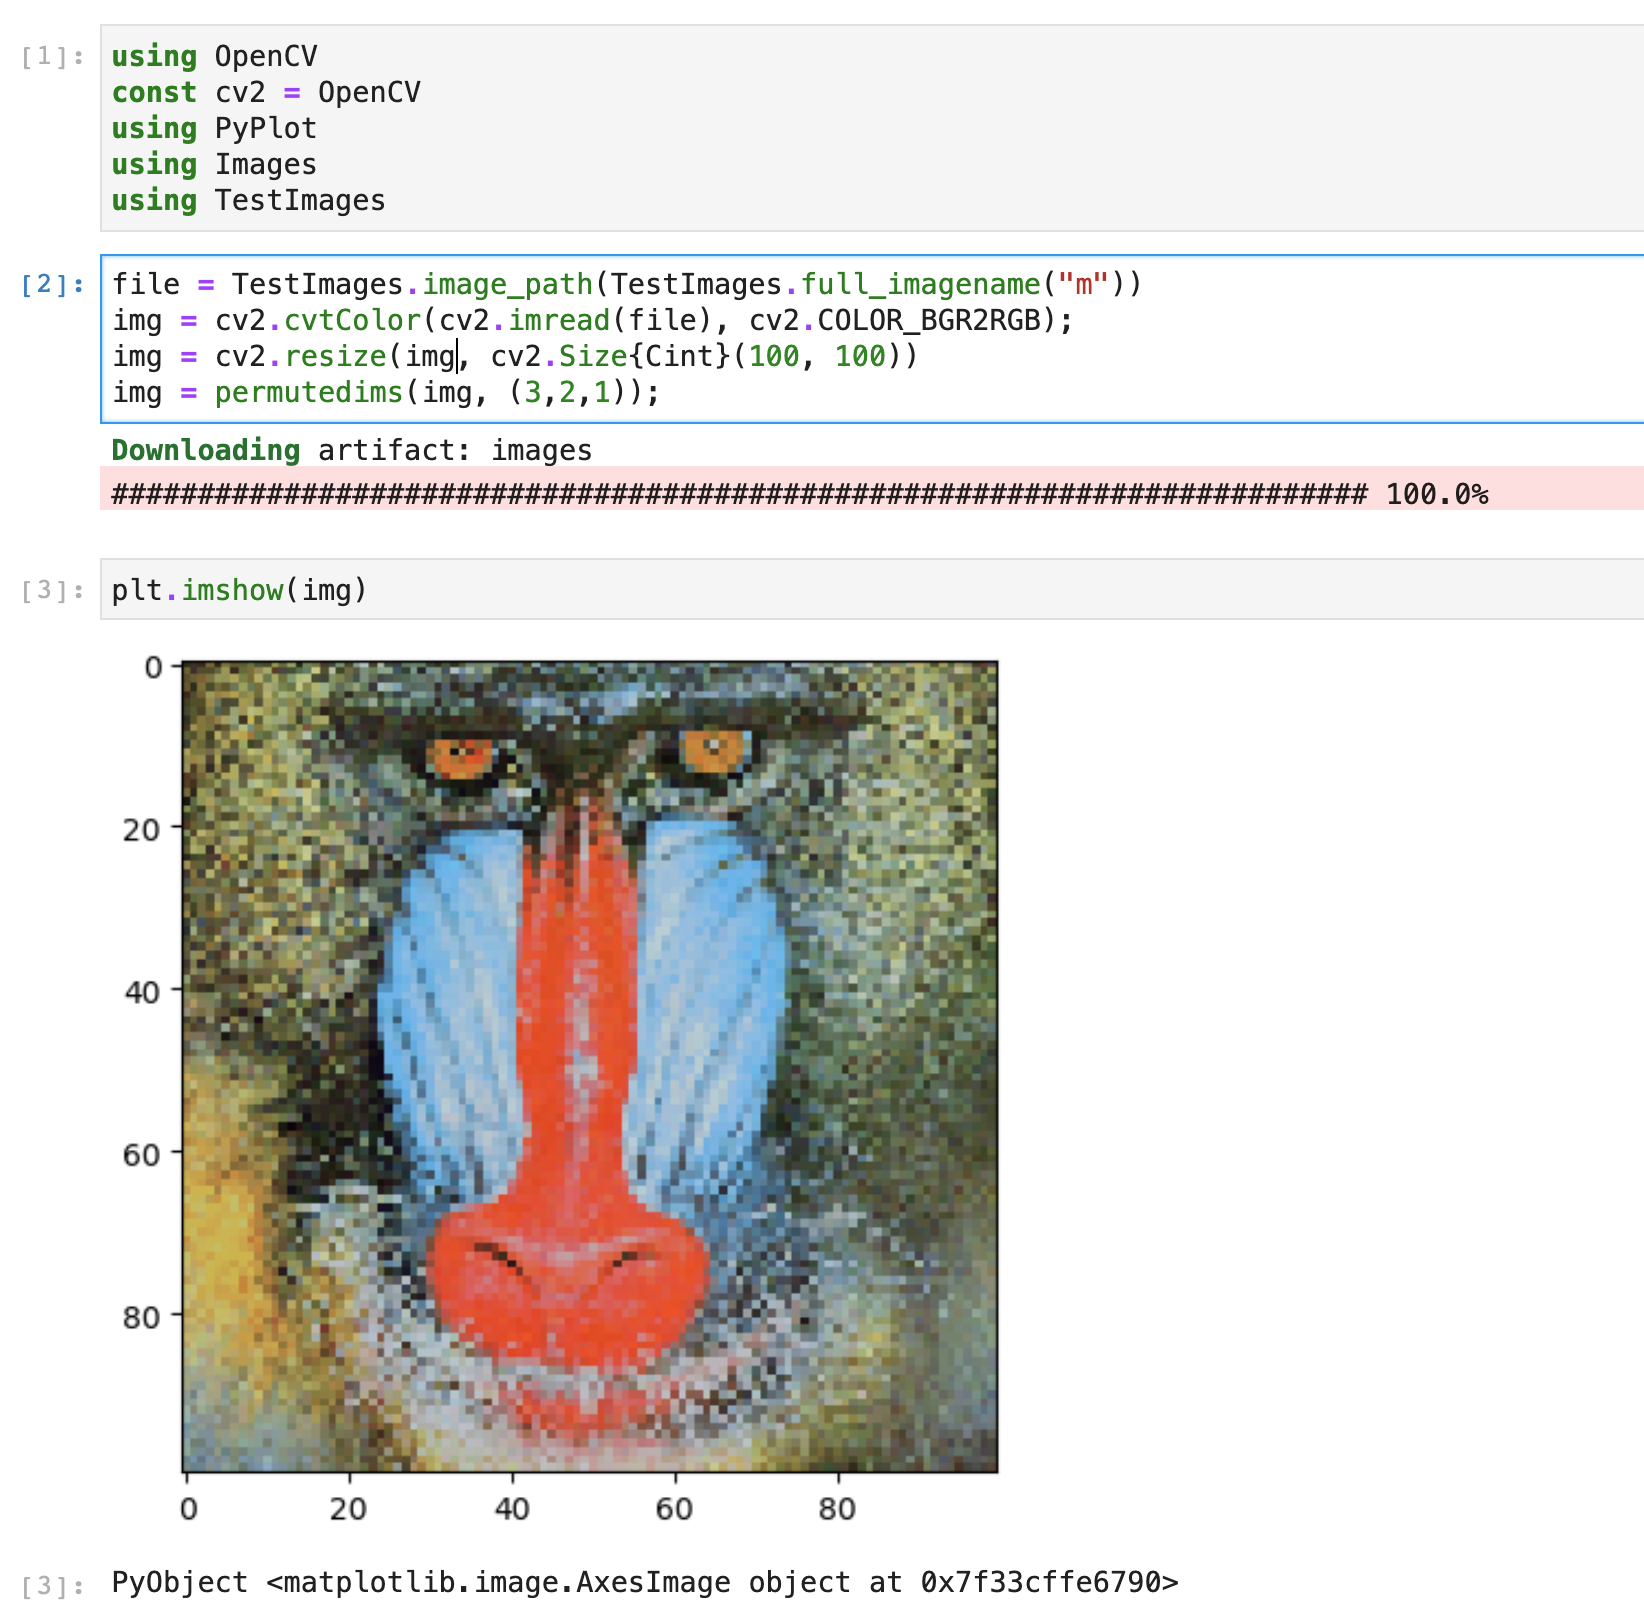 [1]: using OpenCV
const cv2 = OpenCV
using PyPlot
using Images
using TestImages
[2]: file = TestImages.image_path(TestImages.full_imagename("m"))
img = cv2.cvtColor(cv2.imread(file), cv2.COLOR_BGR2RGB);
img = cv2.resize(img, cv2.Size{Cint}(100, 100))
img = permutedims(img, (3,2,1));
Downloading artifact: images
######################################################################### 100.0%
[3]: plt.imshow(img)
0
20
40
60
80
0 20 40 60 80
[3]: PyObject <matplotlib.image.AxesImage object at 0x7f33cffe6790>